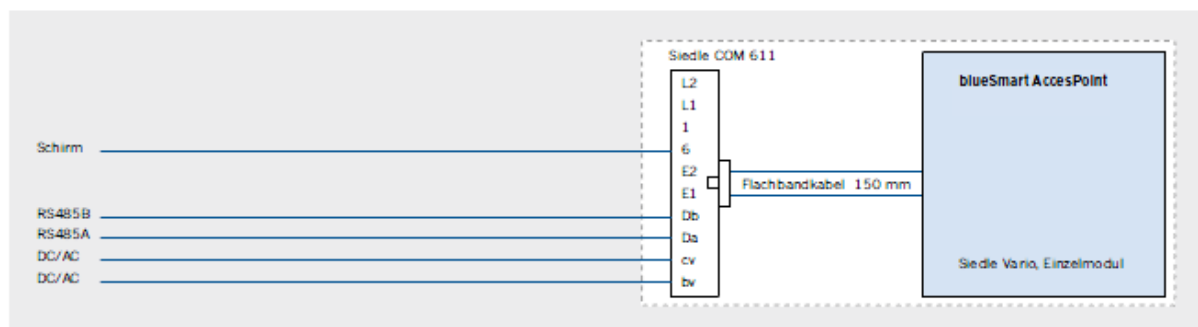 Siedle COM 611
L2
blueSmart AccesPoint
L1
1
Schirm
6
E2
Flachbandkabel 150 mm
E1
RS485B
Db
RS485A
Da
DC/AC
cv
Siedle Vario, Einzelmodul
DC/AC
bv